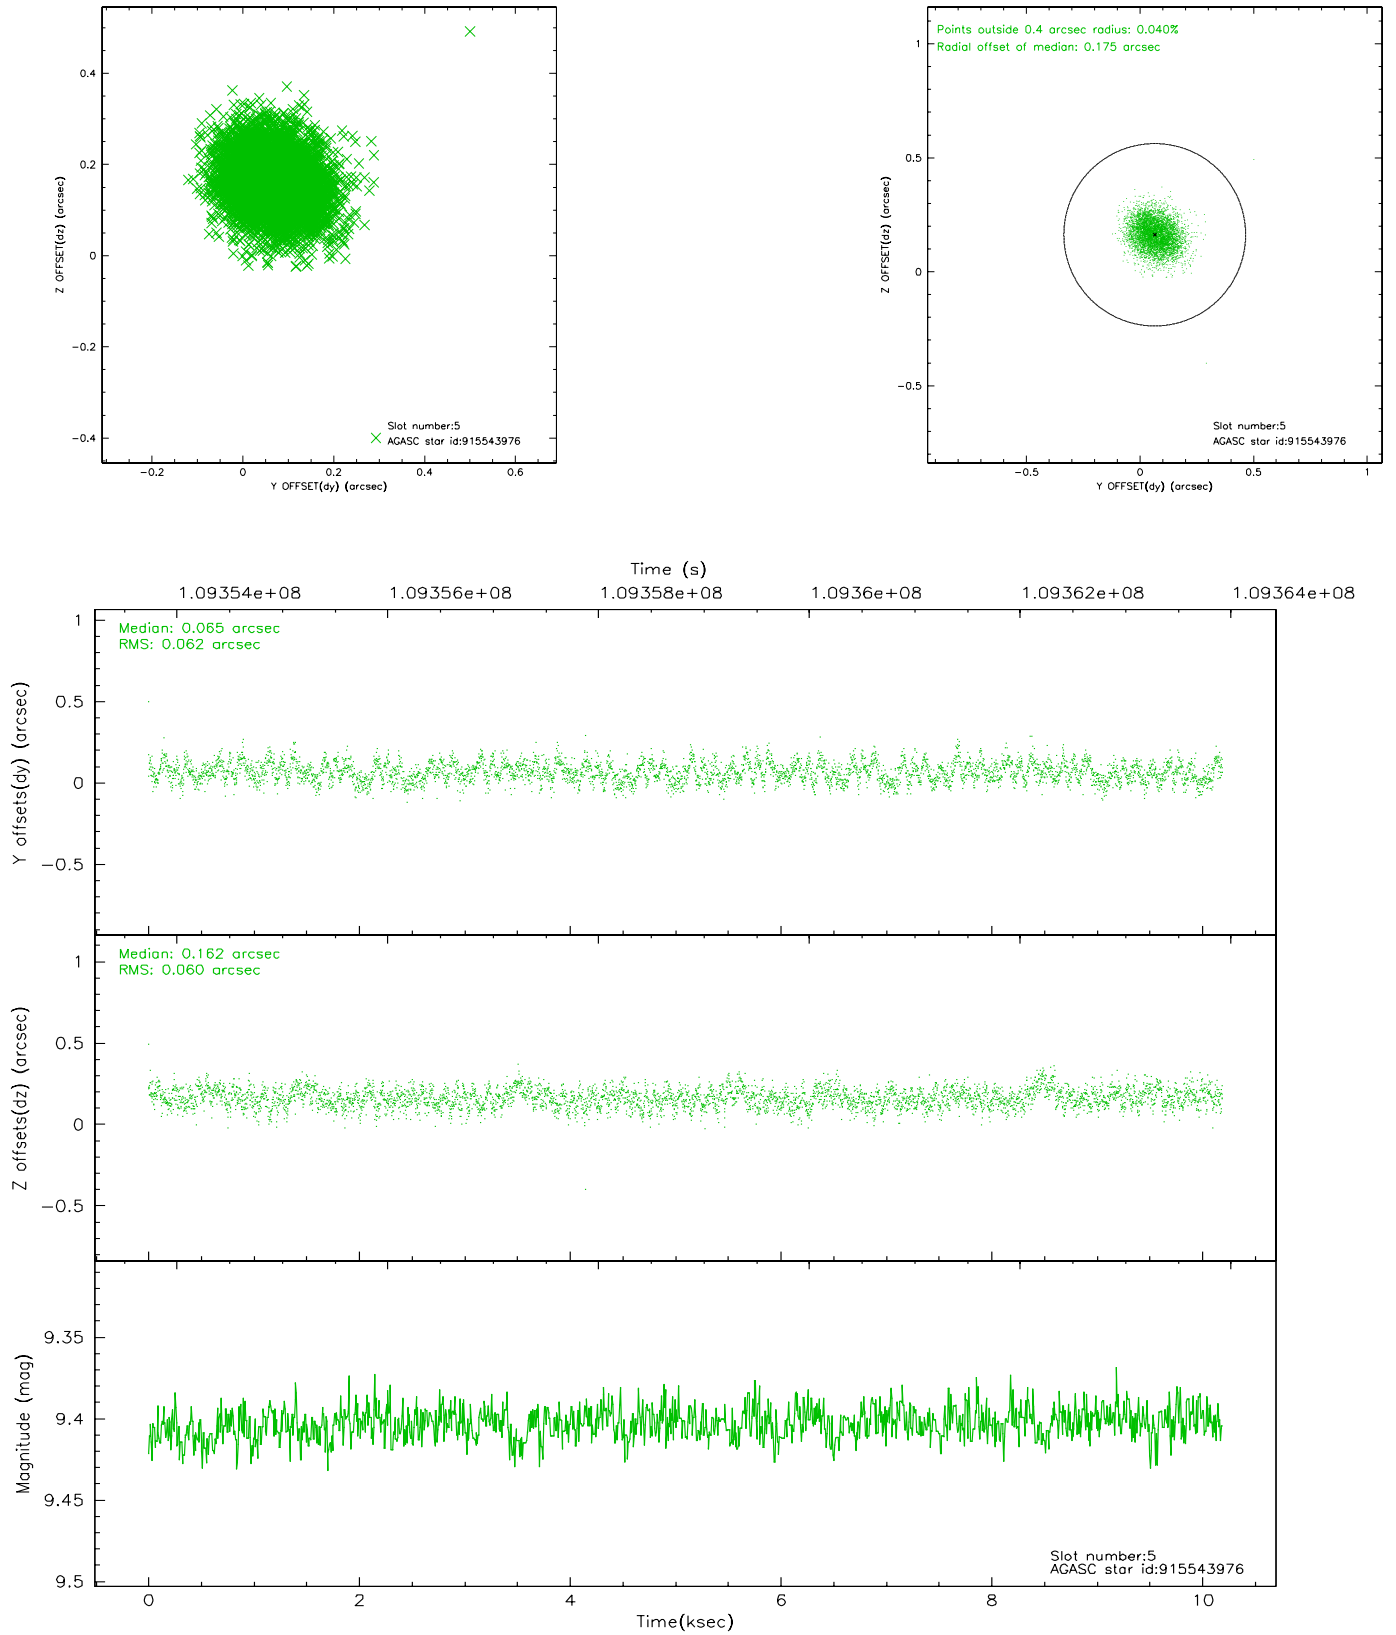 0.4
0.2
0
−0.2
−0.4
Z OFFSET(dz) (arcsec)
Slot number:5
AGASC star id:915543976
−0.2 0 0.2 0.4 0.6
Y OFFSET(dy) (arcsec)
Points outside 0.4 arcsec radius: 0.040%
Radial offset of median: 0.175 arcsec
1
0.5
0
−0.5
Z OFFSET(dz) (arcsec)
Slot number:5
AGASC star id:915543976
−0.5 0 0.5 1
Y OFFSET(dy) (arcsec)
Time (s)
1.09354e+08 1.09356e+08 1.09358e+08 1.0936e+08 1.09362e+08 1.09364e+08
Median: 0.065 arcsec
RMS: 0.062 arcsec
1
0.5
0
−0.5
Y offsets(dy) (arcsec)
Median: 0.162 arcsec
RMS: 0.060 arcsec
1
0.5
0
−0.5
Z offsets(dz) (arcsec)
9.35
9.4
9.45
9.5
Magnitude (mag)
Slot number:5
AGASC star id:915543976
0 2 4 6 8 10
Time(ksec)